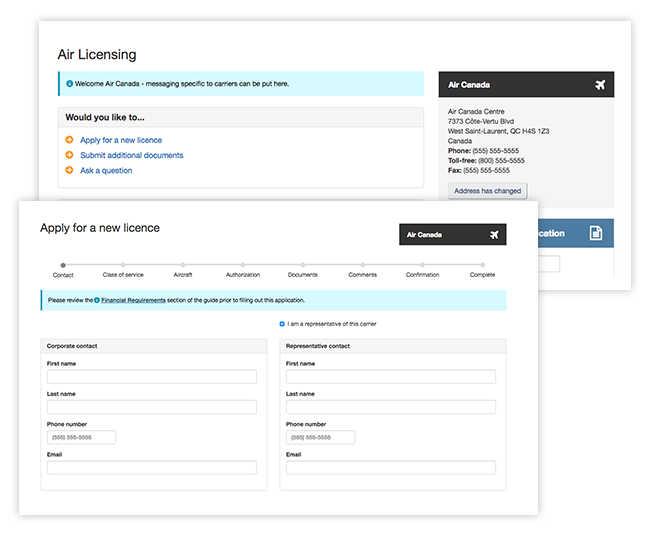 Air Licensing
Welcome Air Canada - messaging specific to carriers can be put here.
Would you like to...
Apply for a new licence
Submit additional documents
Ask a question
Air Canada
Air Canada Centre
7373 Côte-Vertu Blvd
West Saint-Laurent, QC H4S 1Z3
Canada
Phone: (555) 555-5555
Toll-free: (800) 555-5555
Fax: (555) 555-5555
Address has changed
cation
Apply for a new licence
Air Canada
Contact Class of service Aircraft Authorization Documents Comments Confirmation Complete
Please review the Financial Requirements section of the guide prior to filling out this application.
I am a representative of this carrier
Corporate contact
First name
Last name
Phone number
(555) 555-5555
Email
Representative contact
First name
Last name
Phone number
(555) 555-5555
Email